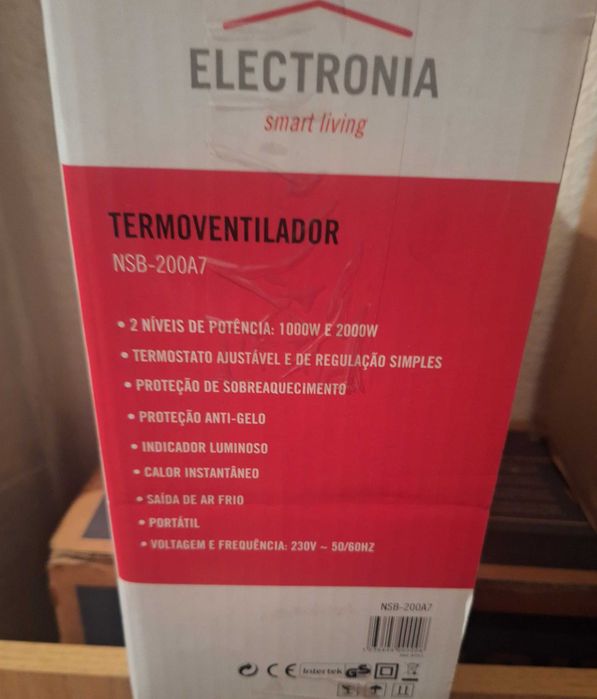 ELECTRONIA
smart living
TERMOVENTILADOR
NSB-200A7
• 2 NÍVEIS DE POTÊNCIA: 1000W E 2000W
• TERMOSTATO AJUSTÁVEL E DE REGULAÇÃO SIMPLES
• PROTEÇÃO DE SOBREAQUECIMENTO
• PROTEÇÃO ANTI-GELO
• INDICADOR LUMINOSO
• CALOR INSTANTÂNEO
• SAÍDA DE AR FRIO
• PORTÁTIL
• VOLTAGEM E FREQUÊNCIA: 230V ~ 50/60HZ
NSB-200A7
CE Intertek GS